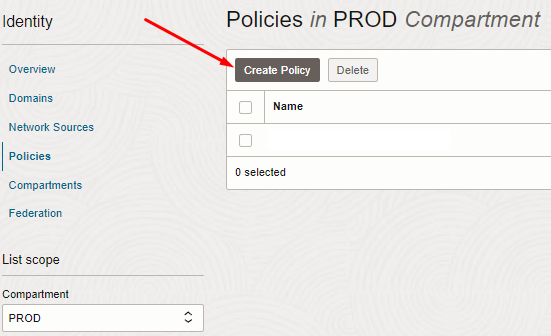 Identity
Overview
Domains
Network Sources
Policies
Compartments
Federation
List scope
Compartment
PROD
Policies in PROD Compartment
Create Policy
Delete
Name
0 selected